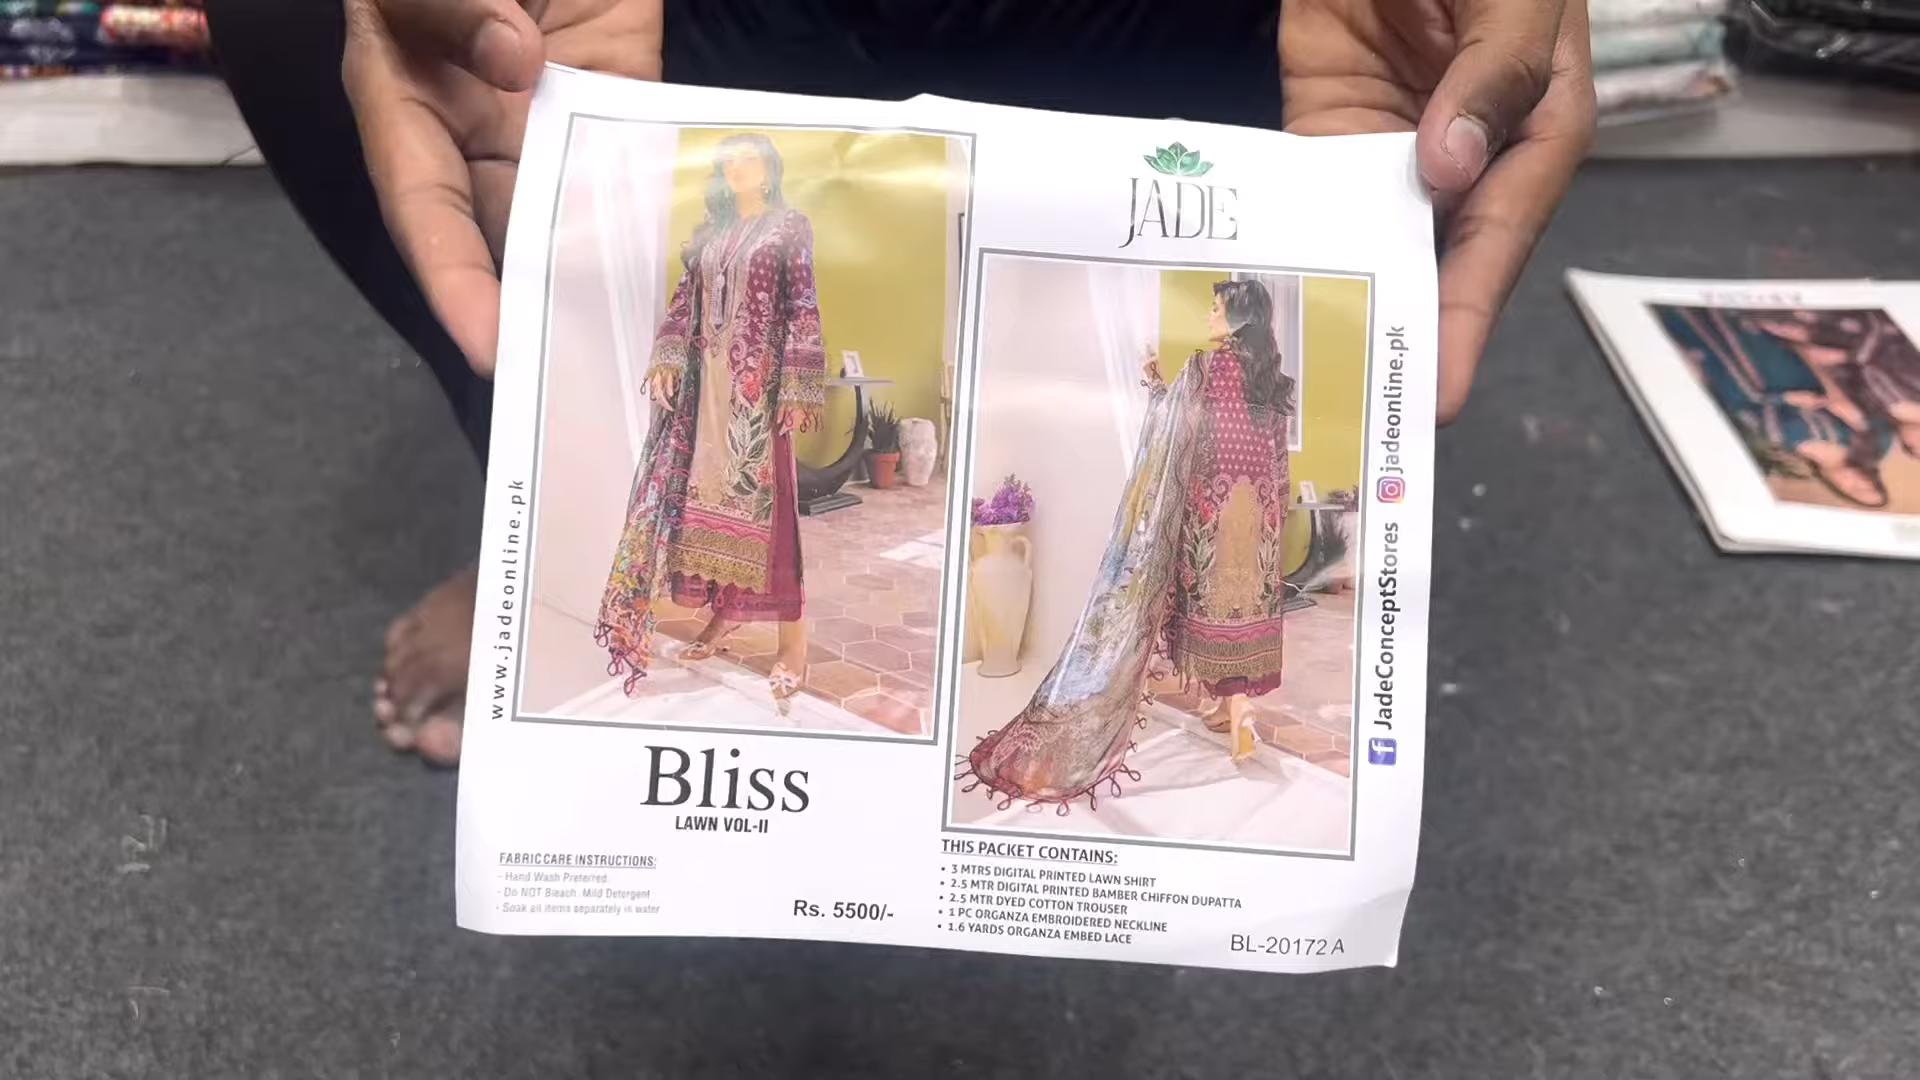 JADE
www.jadeonline.pk
jadeonline.pk
JadeConceptStores
Bliss
LAWN VOL-II
FABRIC CARE INSTRUCTIONS:
- Hand Wash Preferred.
- Do NOT Bleach. Mild Detergent
- Soak all items separately in water
Rs. 5500/-
THIS PACKET CONTAINS:
• 3 MTRS DIGITAL PRINTED LAWN SHIRT
• 2.5 MTR DIGITAL PRINTED BAMBER CHIFFON DUPATTA
• 2.5 MTR DYED COTTON TROUSER
• 1 PC ORGANZA EMBROIDERED NECKLINE
• 1.6 YARDS ORGANZA EMBED LACE
BL-20172 A